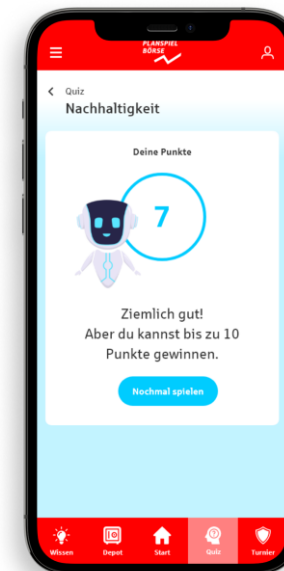 PLANSPIEL
BÖRSE
Quiz
Nachhaltigkeit
Deine Punkte
7
Ziemlich gut!
Aber du kannst bis zu 10
Punkte gewinnen.
Nochmal spielen
Wissen
Depot
Start
Quiz
Turnier